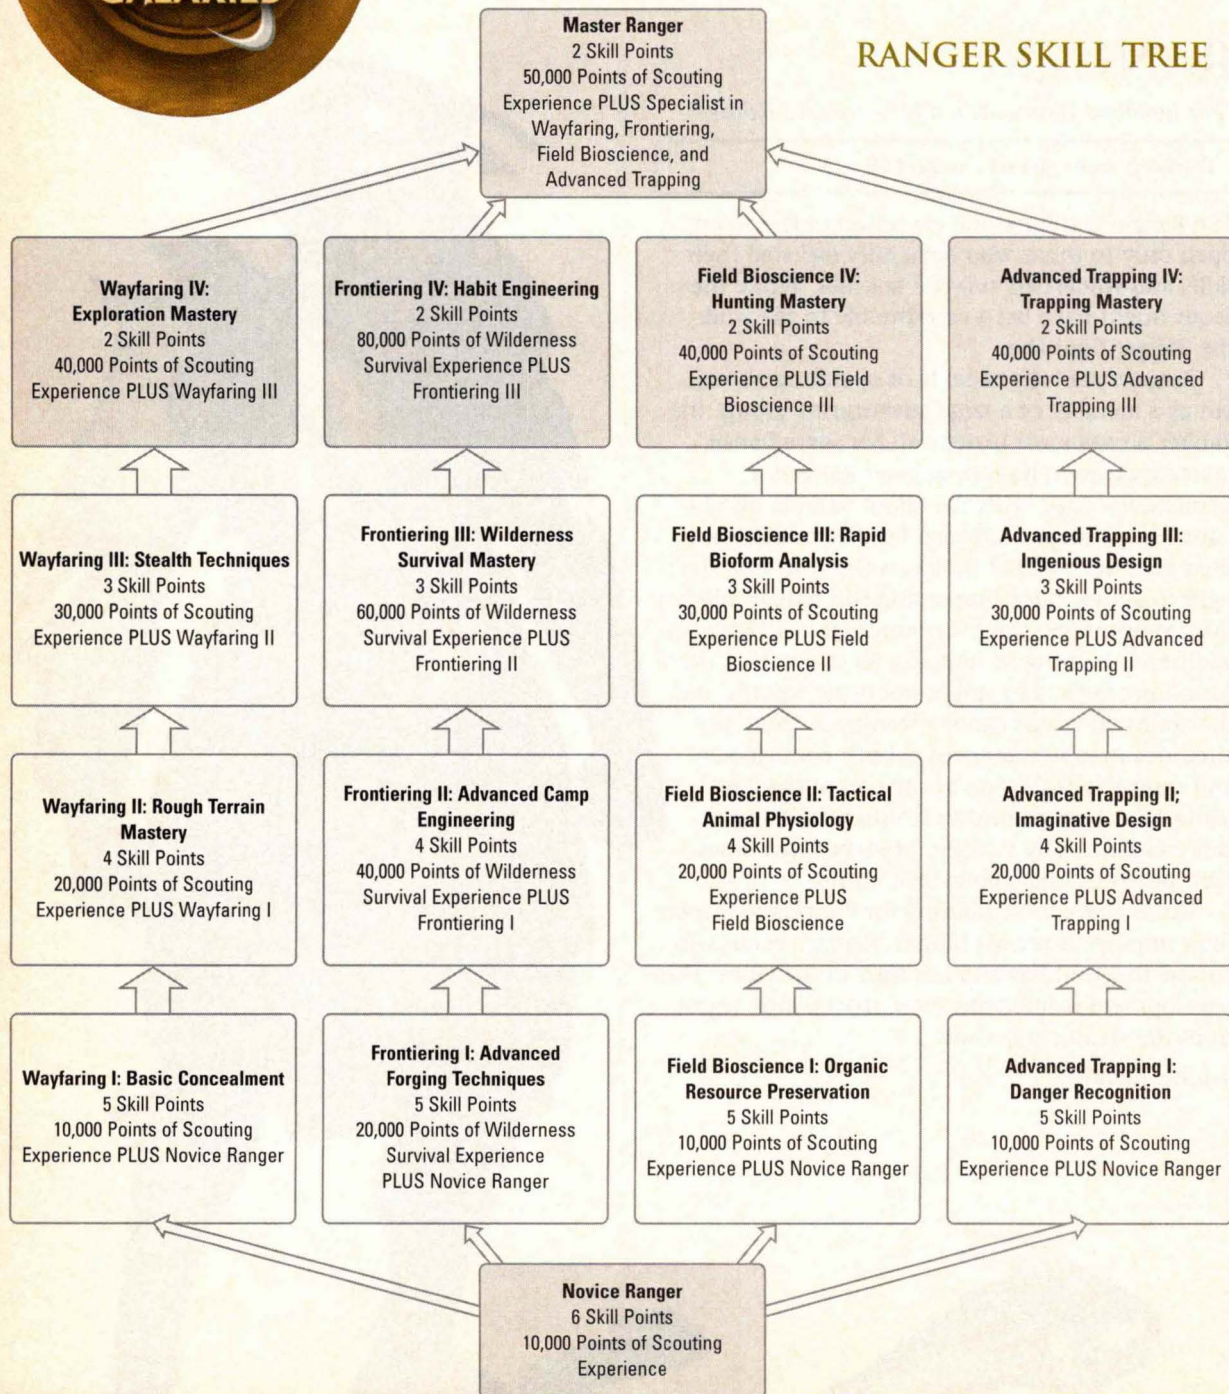 GALAXIES
RANGER SKILL TREE
Master Ranger
2 Skill Points
50,000 Points of Scouting
Experience PLUS Specialist in
Wayfaring, Frontiering,
Field Bioscience, and
Advanced Trapping
Wayfaring IV:
Exploration Mastery
2 Skill Points
40,000 Points of Scouting
Experience PLUS Wayfaring III
Frontiering IV: Habit Engineering
2 Skill Points
80,000 Points of Wilderness
Survival Experience PLUS
Frontiering III
Field Bioscience IV:
Hunting Mastery
2 Skill Points
40,000 Points of Scouting
Experience PLUS Field
Bioscience III
Advanced Trapping IV:
Trapping Mastery
2 Skill Points
40,000 Points of Scouting
Experience PLUS Advanced
Trapping III
Wayfaring III: Stealth Techniques
3 Skill Points
30,000 Points of Scouting
Experience PLUS Wayfaring II
Frontiering III: Wilderness
Survival Mastery
3 Skill Points
60,000 Points of Wilderness
Survival Experience PLUS
Frontiering II
Field Bioscience III: Rapid
Bioform Analysis
3 Skill Points
30,000 Points of Scouting
Experience PLUS Field
Bioscience II
Advanced Trapping III:
Ingenious Design
3 Skill Points
30,000 Points of Scouting
Experience PLUS Advanced
Trapping II
Wayfaring II: Rough Terrain
Mastery
4 Skill Points
20,000 Points of Scouting
Experience PLUS Wayfaring I
Frontiering II: Advanced Camp
Engineering
4 Skill Points
40,000 Points of Wilderness
Survival Experience PLUS
Frontiering I
Field Bioscience II: Tactical
Animal Physiology
4 Skill Points
20,000 Points of Scouting
Experience PLUS
Field Bioscience
Advanced Trapping II;
Imaginative Design
4 Skill Points
20,000 Points of Scouting
Experience PLUS Advanced
Trapping I
Wayfaring I: Basic Concealment
5 Skill Points
10,000 Points of Scouting
Experience PLUS Novice Ranger
Frontiering I: Advanced
Forging Techniques
5 Skill Points
20,000 Points of Wilderness
Survival Experience
PLUS Novice Ranger
Field Bioscience I: Organic
Resource Preservation
5 Skill Points
10,000 Points of Scouting
Experience PLUS Novice Ranger
Advanced Trapping I:
Danger Recognition
5 Skill Points
10,000 Points of Scouting
Experience PLUS Novice Ranger
Novice Ranger
6 Skill Points
10,000 Points of Scouting
Experience